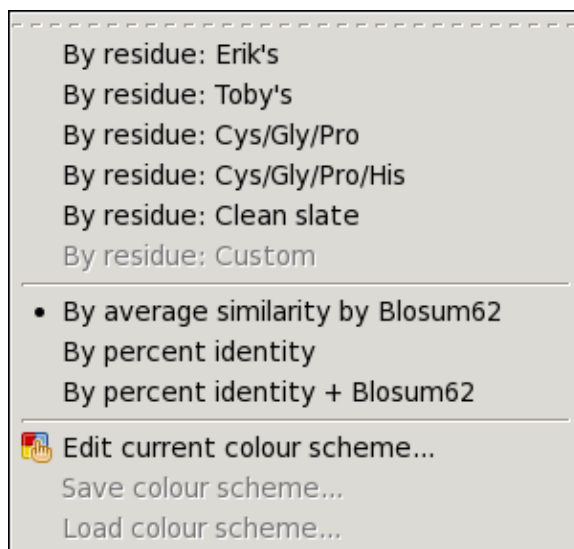 By residue: Erik's
By residue: Toby's
By residue: Cys/Gly/Pro
By residue: Cys/Gly/Pro/His
By residue: Clean slate
By residue: Custom
By average similarity by Blosum62
By percent identity
By percent identity + Blosum62
Edit current colour scheme...
Save colour scheme...
Load colour scheme...